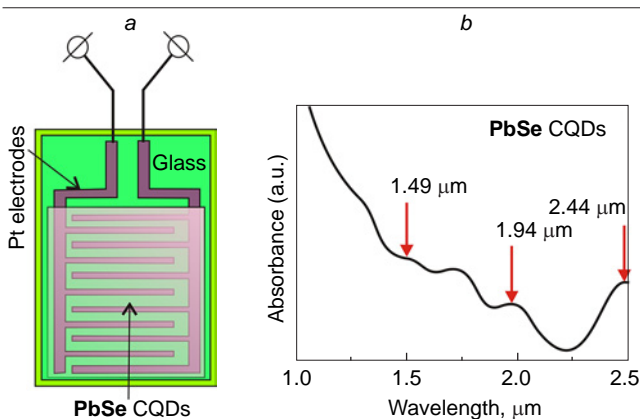 a
Pt electrodes
Glass
PbSe CQDs
b
PbSe CQDs
1.49 μm
1.94 μm
2.44 μm
Absorbance (a.u.)
1.0 1.5 2.0 2.5
Wavelength, μm